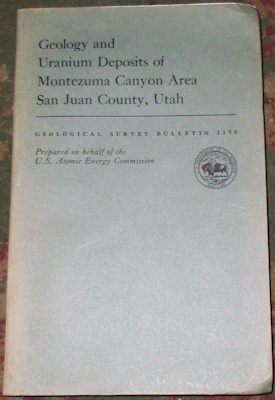 Geology and
Uranium Deposits of
Montezuma Canyon Area
San Juan County, Utah
GEOLOGICAL SURVEY BULLETIN 1190
Prepared on behalf of the
U.S. Atomic Energy Commission